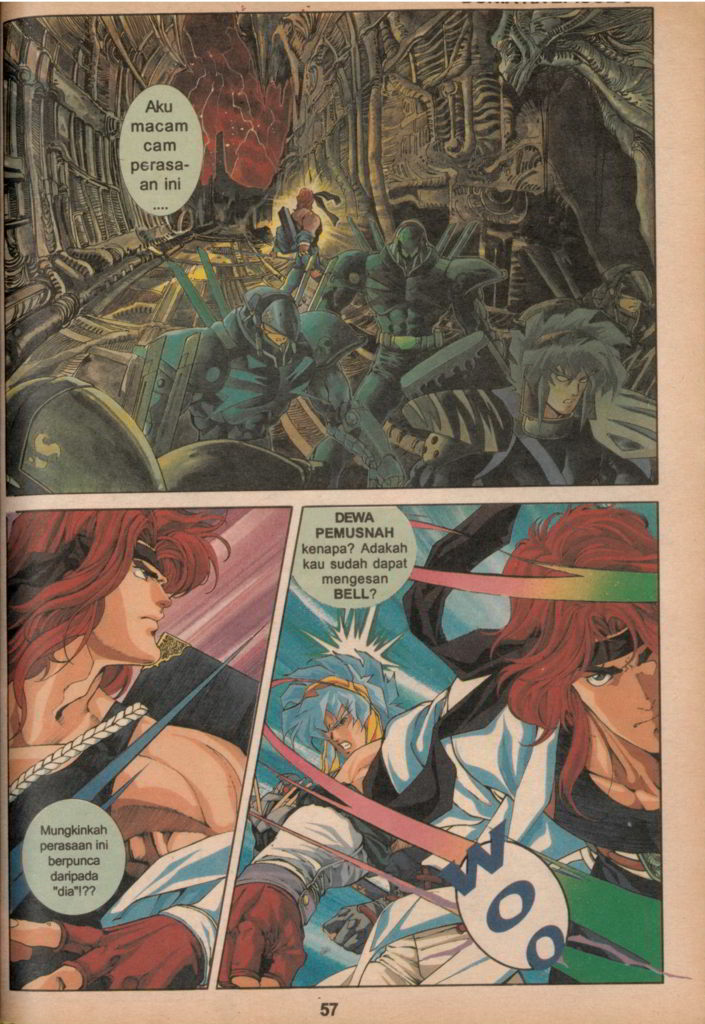 Aku
macam
cam
perasa-
an ini
....
DEWA
PEMUSNAH
kenapa? Adakah
kau sudah dapat
mengesan
BELL?
Mungkinkah
perasaan ini
berpunca
daripada
"dia"!??
WOO
57